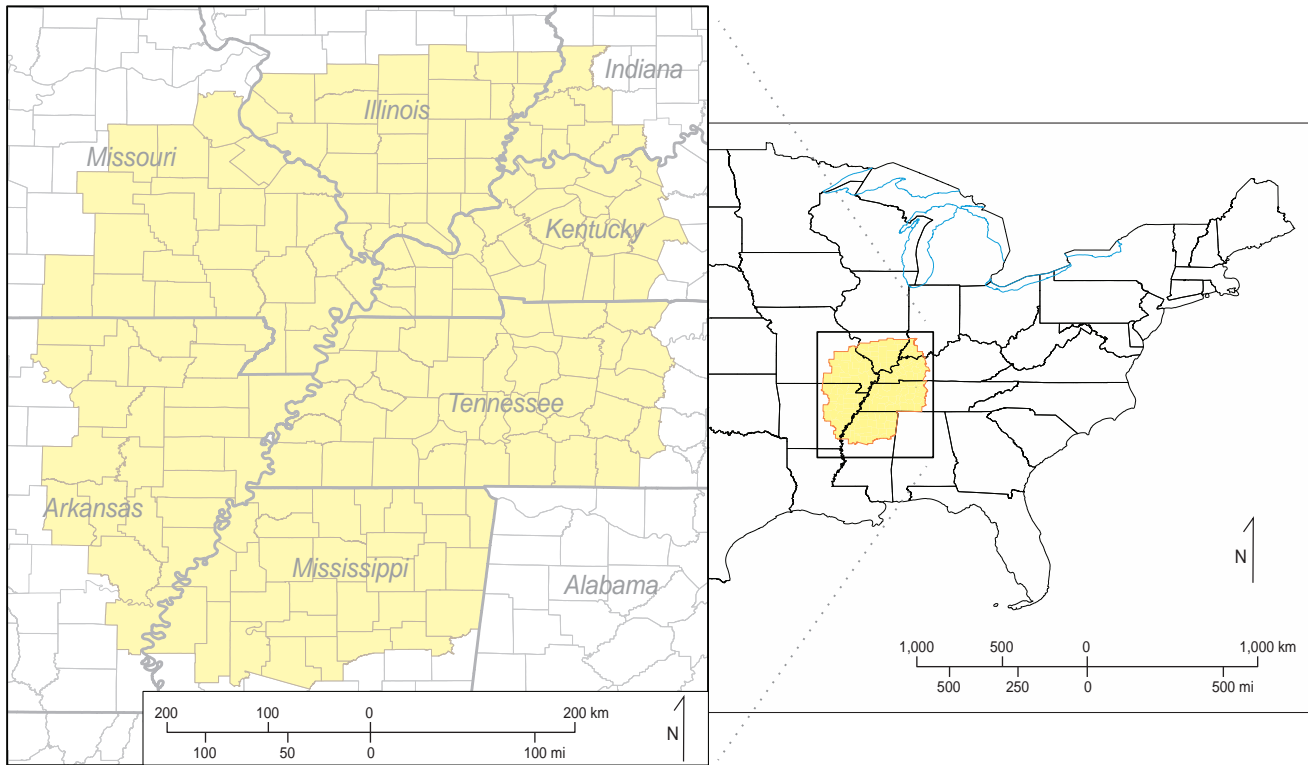 Indiana
Illinois
Missouri
Kentucky
Tennessee
Arkansas
Mississippi
Alabama
200 100 0 200 km
100 50 0 100 mi
N
N
1,000 500 0 1,000 km
500 250 0 500 mi